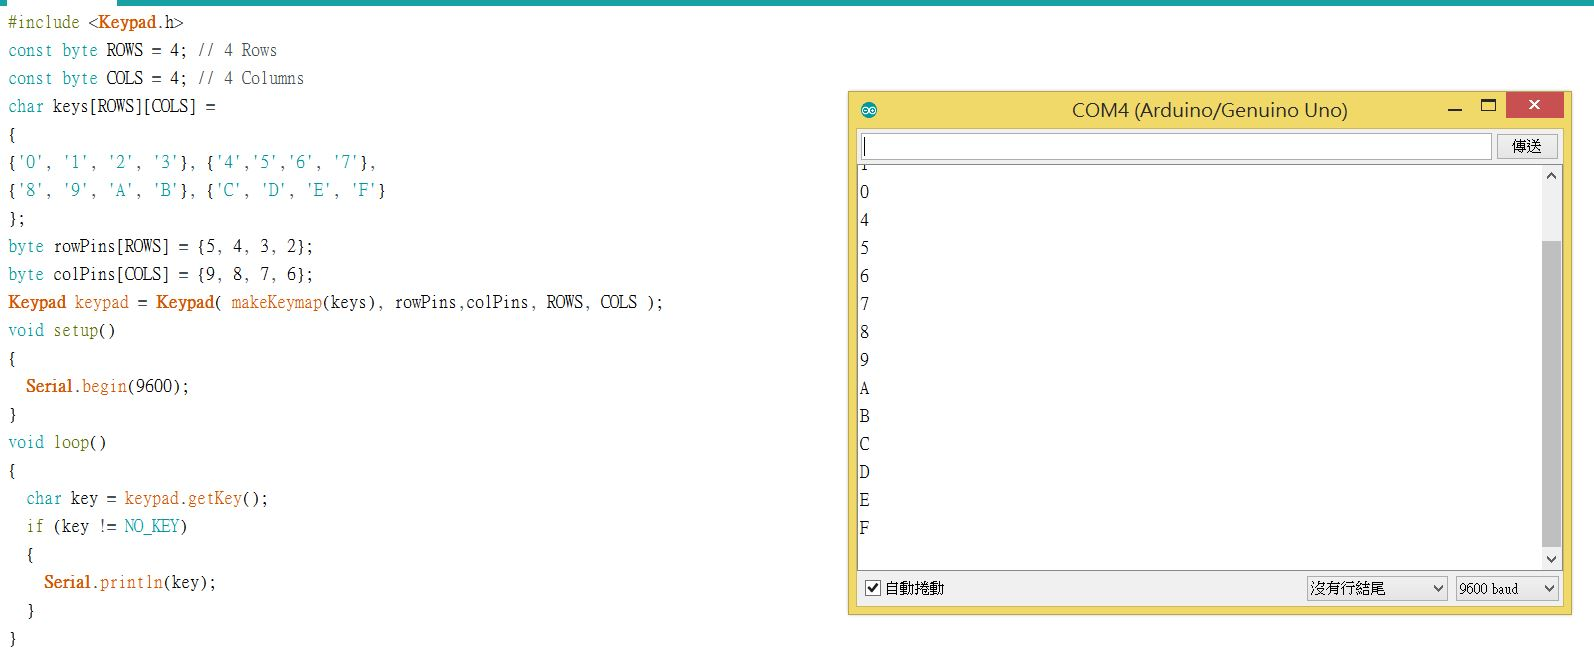 #include <Keypad.h>
const byte ROWS = 4; // 4 Rows
const byte COLS = 4; // 4 Columns
char keys[ROWS][COLS] =
{
{'0', '1', '2', '3'}, {'4','5','6', '7'},
{'8', '9', 'A', 'B'}, {'C', 'D', 'E', 'F'}
};
byte rowPins[ROWS] = {5, 4, 3, 2};
byte colPins[COLS] = {9, 8, 7, 6};
Keypad keypad = Keypad( makeKeymap(keys), rowPins,colPins, ROWS, COLS );
void setup()
{
  Serial.begin(9600);
}
void loop()
{
  char key = keypad.getKey();
  if (key != NO_KEY)
  {
    Serial.println(key);
  }
}
COM4 (Arduino/Genuino Uno)
傳送
0
4
5
6
7
8
9
A
B
C
D
E
F
自動捲動
沒有行結尾
9600 baud